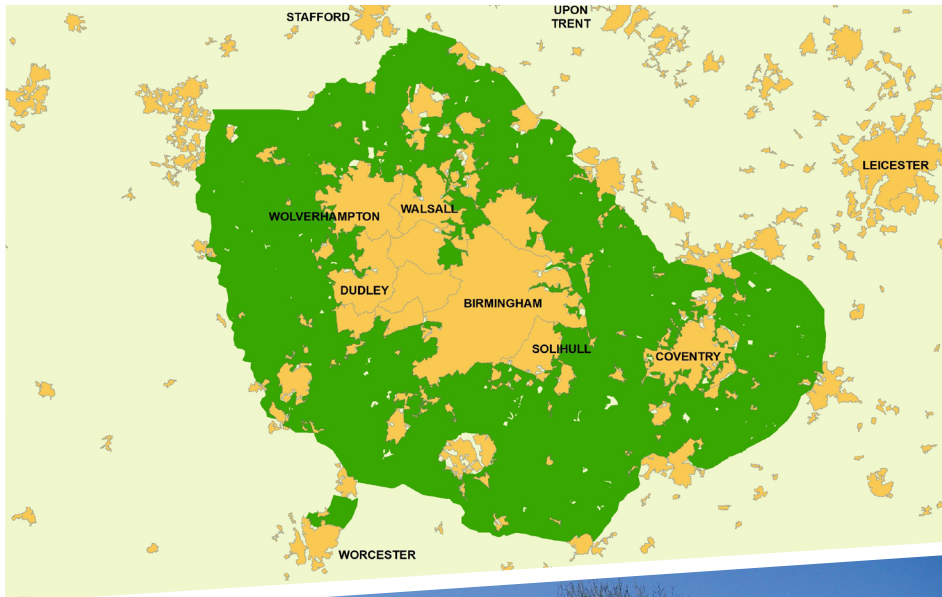 STAFFORD
UPON
TRENT
LEICESTER
WOLVERHAMPTON
WALSALL
DUDLEY
BIRMINGHAM
SOLIHULL
COVENTRY
WORCESTER